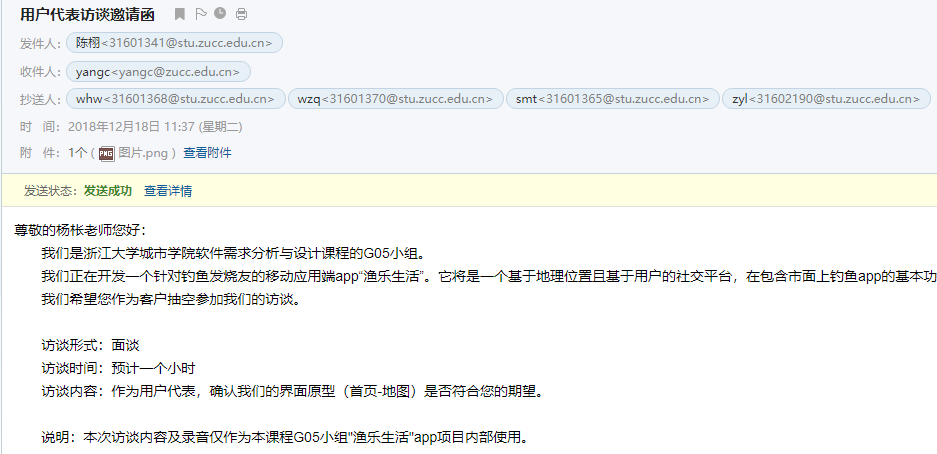 用户代表访谈邀请函
发件人：陈栩<31601341@stu.zucc.edu.cn>
收件人：yangc<yangc@zucc.edu.cn>
抄送人：whw<31601368@stu.zucc.edu.cn> wzq<31601370@stu.zucc.edu.cn> smt<31601365@stu.zucc.edu.cn> zyl<31602190@stu.zucc.edu.cn>
时 间：2018年12月18日 11:37 (星期二)
附 件：1个 ( PNG 图片.png ) 查看附件
发送状态：发送成功 查看详情
尊敬的杨枨老师您好：
我们是浙江大学城市学院软件需求分析与设计课程的G05小组。
我们正在开发一个针对钓鱼发烧友的移动应用端app“渔乐生活”。它将是一个基于地理位置且基于用户的社交平台，在包含市面上钓鱼app的基本功
我们希望您作为客户抽空参加我们的访谈。
访谈形式：面谈
访谈时间：预计一个小时
访谈内容：作为用户代表，确认我们的界面原型（首页-地图）是否符合您的期望。
说明：本次访谈内容及录音仅作为本课程G05小组"渔乐生活"app项目内部使用。